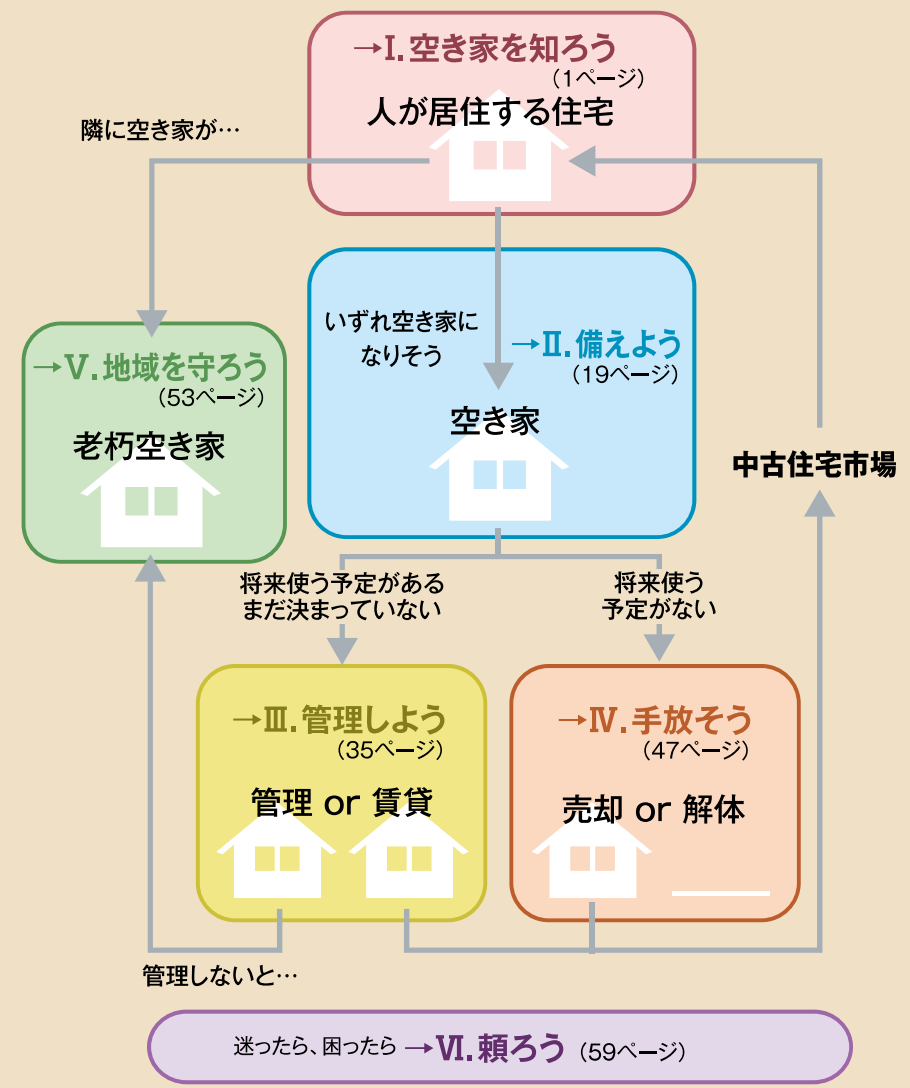 →Ⅰ.空き家を知ろう
(1ページ)
人が居住する住宅
隣に空き家が…
いずれ空き家に
なりそう
→Ⅱ.備えよう
(19ページ)
空き家
→Ⅴ.地域を守ろう
(53ページ)
老朽空き家
中古住宅市場
将来使う予定がある
まだ決まっていない
将来使う
予定がない
→Ⅲ.管理しよう
(35ページ)
管理 or 賃貸
→Ⅳ.手放そう
(47ページ)
売却 or 解体
管理しないと…
迷ったら、困ったら →Ⅵ.頼ろう (59ページ)